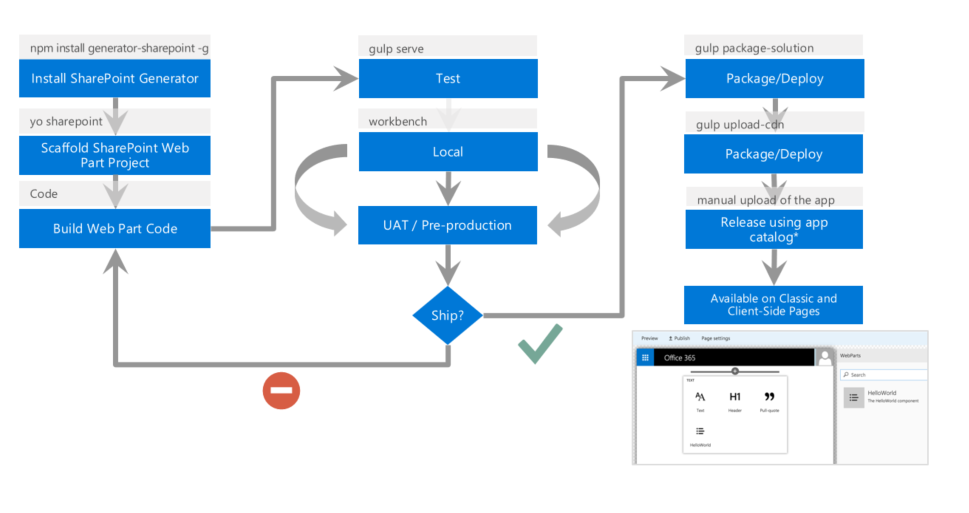 npm install generator-sharepoint -g
Install SharePoint Generator
yo sharepoint
Scaffold SharePoint Web
Part Project
Code
Build Web Part Code
gulp serve
Test
workbench
Local
UAT / Pre-production
Ship?
gulp package-solution
Package/Deploy
gulp upload-cdn
Package/Deploy
manual upload of the app
Release using app
catalog*
Available on Classic and
Client-Side Pages
Preview Publish Page settings
Office 365
WebParts
Search
HelloWorld
The HelloWorld component
TEXT
AA H1 ”
Text Header Pull quote
HelloWorld